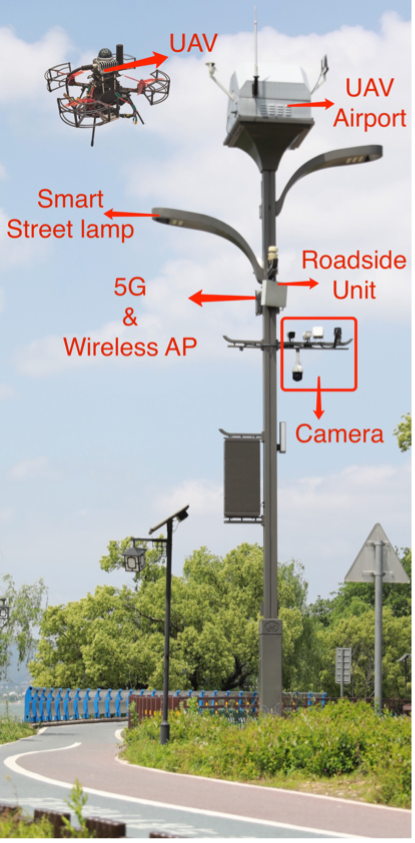 UAV
UAV
Airport
Smart
Street lamp
Roadside
Unit
5G
&
Wireless AP
Camera